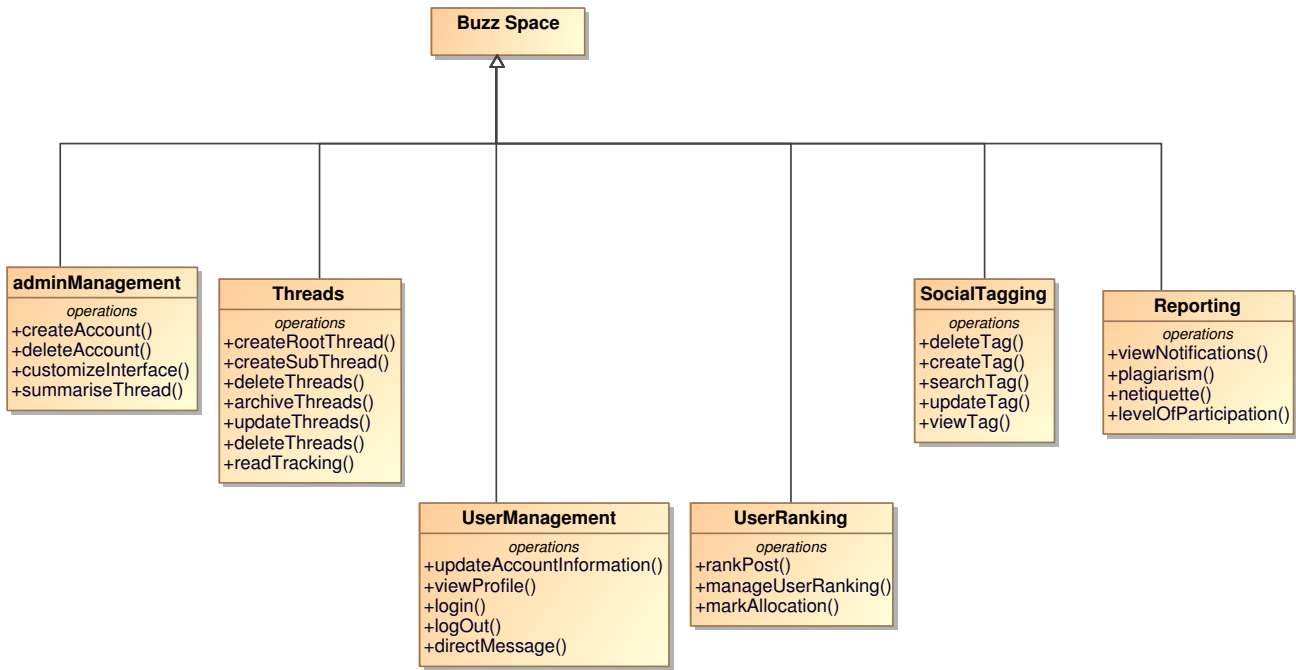 Buzz Space
adminManagement
operations
+createAccount()
+deleteAccount()
+customizeInterface()
+summariseThread()
Threads
operations
+createRootThread()
+createSubThread()
+deleteThreads()
+archiveThreads()
+updateThreads()
+deleteThreads()
+readTracking()
UserManagement
operations
+updateAccountInformation()
+viewProfile()
+login()
+logOut()
+directMessage()
UserRanking
operations
+rankPost()
+manageUserRanking()
+markAllocation()
SocialTagging
operations
+deleteTag()
+createTag()
+searchTag()
+updateTag()
+viewTag()
Reporting
operations
+viewNotifications()
+plagiarism()
+netiquette()
+levelOfParticipation()